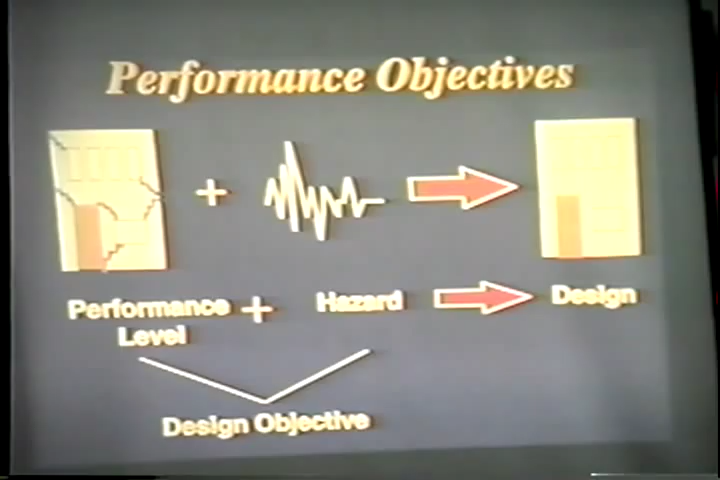 Performance Objectives
+
Performance Level + Hazard Design
Design Objective